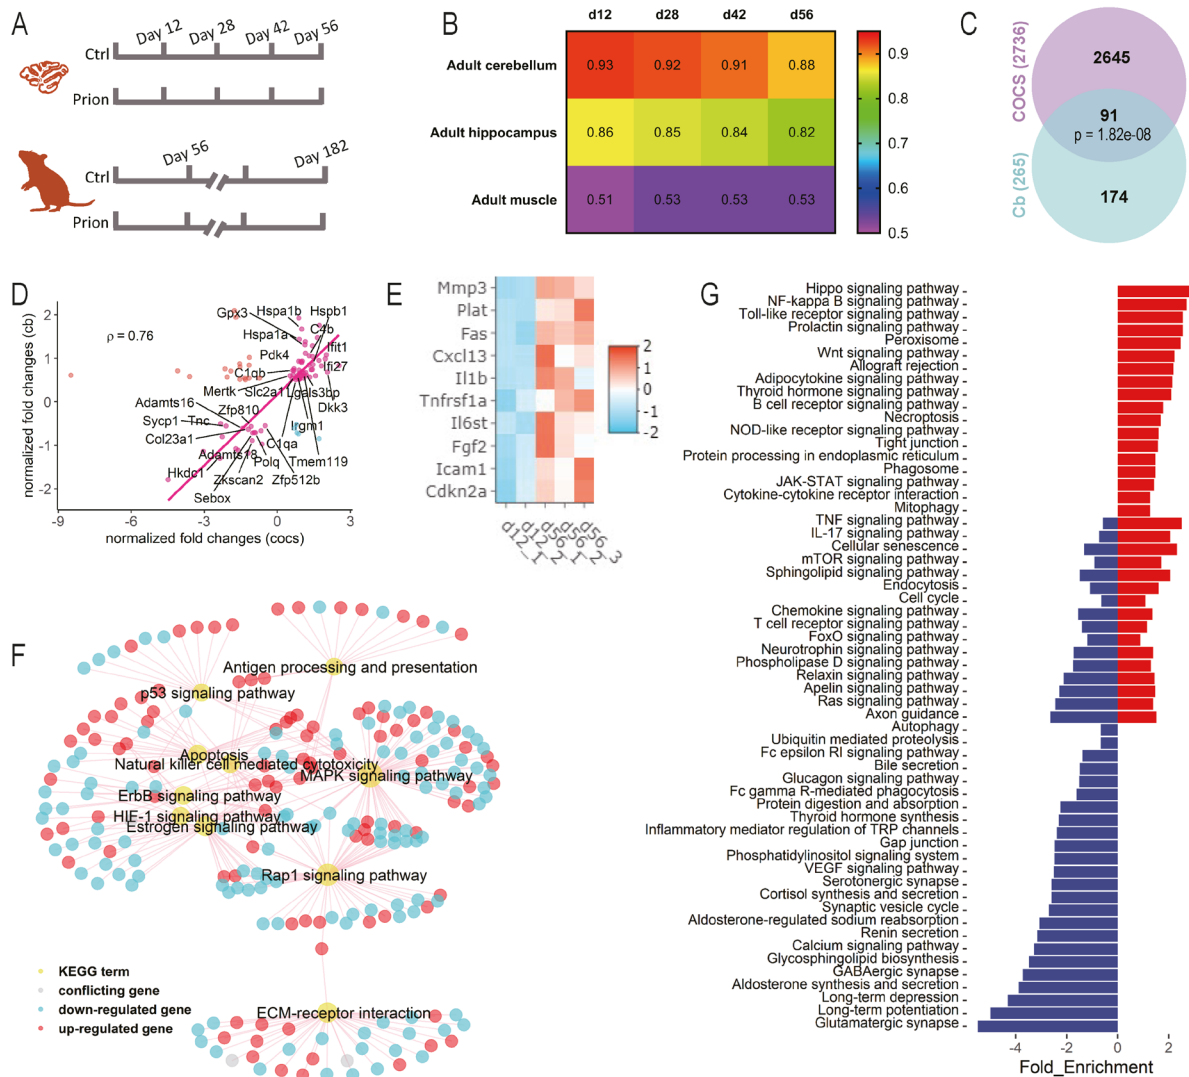 A
Day 12
Day 28
Day 42
Day 56
Ctrl
Prion
Day 56
Day 182
Ctrl
Prion
B
d12
d28
d42
d56
Adult cerebellum
0.93
0.92
0.91
0.88
Adult hippocampus
0.86
0.85
0.84
0.82
Adult muscle
0.51
0.53
0.53
0.53
0.9
0.8
0.7
0.6
0.5
C
COCS (2736)
2645
91
p = 1.82e-08
Cb (265)
174
D
normalized fold changes (cb)
2
1
0
-1
-2
ρ = 0.76
Gpx3
Hspa1b
Hspb1
Hspa1a
C4b
Ifit1
Pdk4
Ifi27
C1qb
Mertk
Slc2a1
Lgals3bp
Dkk3
Adamts16
Zfp810
Sycp1
Tnc
Irgm1
Col23a1
C1qa
Adamts18
Polq
Tmem119
Hkdc1
Zkscan2
Zfp512b
Sebox
-9
-6
-3
0
3
normalized fold changes (cocs)
E
Mmp3
Plat
Fas
Cxcl13
Il1b
Tnfrsf1a
Il6st
Fgf2
Icam1
Cdkn2a
d12_1
d12_2
d56_1
d56_2
d56_3
2
1
0
-1
-2
F
Antigen processing and presentation
p53 signaling pathway
Apoptosis
Natural killer cell mediated cytotoxicity
MAPK signaling pathway
ErbB signaling pathway
HIF-1 signaling pathway
Estrogen signaling pathway
Rap1 signaling pathway
ECM-receptor interaction
KEGG term
conflicting gene
down-regulated gene
up-regulated gene
G
Hippo signaling pathway
NF-kappa B signaling pathway
Toll-like receptor signaling pathway
Prolactin signaling pathway
Peroxisome
Wnt signaling pathway
Allograft rejection
Adipocytokine signaling pathway
Thyroid hormone signaling pathway
B cell receptor signaling pathway
Necroptosis
NOD-like receptor signaling pathway
Tight junction
Protein processing in endoplasmic reticulum
Phagosome
JAK-STAT signaling pathway
Cytokine-cytokine receptor interaction
Mitophagy
TNF signaling pathway
IL-17 signaling pathway
Cellular senescence
mTOR signaling pathway
Sphingolipid signaling pathway
Endocytosis
Cell cycle
Chemokine signaling pathway
T cell receptor signaling pathway
FoxO signaling pathway
Neurotrophin signaling pathway
Phospholipase D signaling pathway
Relaxin signaling pathway
Apelin signaling pathway
Ras signaling pathway
Axon guidance
Autophagy
Ubiquitin mediated proteolysis
Fc epsilon RI signaling pathway
Bile secretion
Glucagon signaling pathway
Fc gamma R-mediated phagocytosis
Protein digestion and absorption
Thyroid hormone synthesis
Inflammatory mediator regulation of TRP channels
Gap junction
Phosphatidylinositol signaling system
VEGF signaling pathway
Serotonergic synapse
Cortisol synthesis and secretion
Synaptic vesicle cycle
Aldosterone-regulated sodium reabsorption
Renin secretion
Calcium signaling pathway
Glycosphingolipid biosynthesis
GABAergic synapse
Aldosterone synthesis and secretion
Long-term depression
Long-term potentiation
Glutamatergic synapse
-4
-2
0
2
Fold_Enrichment